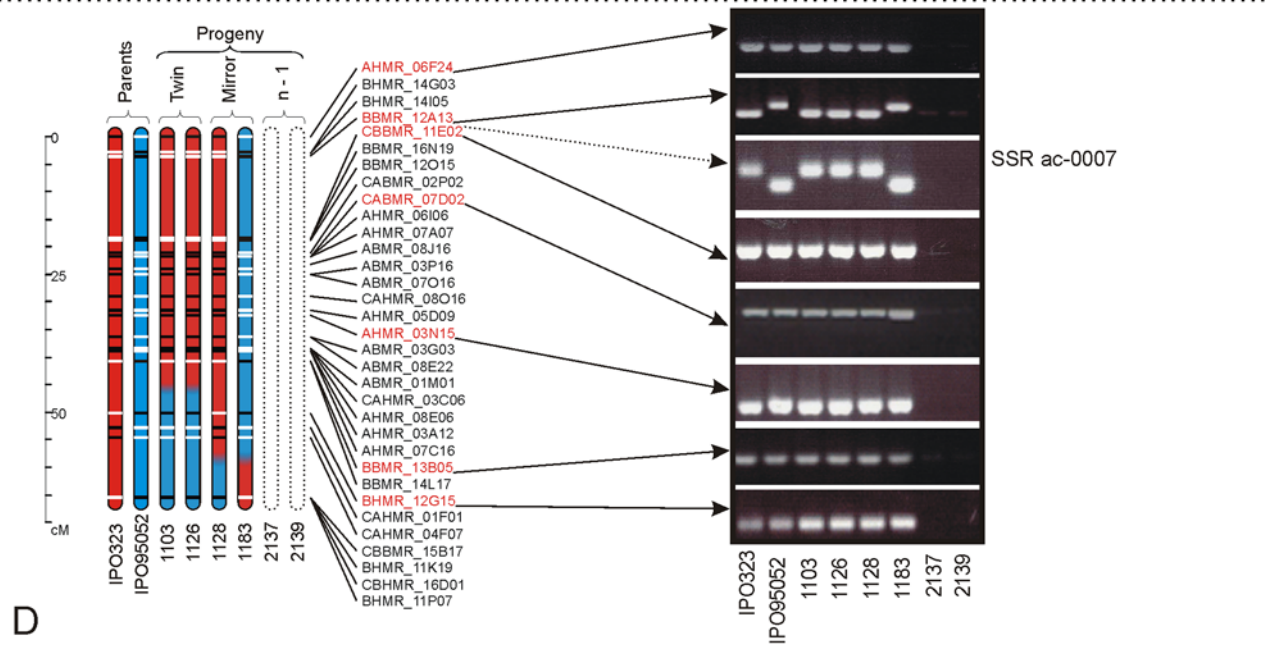 Progeny
Parents
Twin
Mirror
n - 1
0
25
50
cM
IPO323
IPO95052
1103
1126
1128
1183
2137
2139
AHMR_06F24
BHMR_14G03
BHMR_14I05
BBMR_12A13
CBBMR_11E02
BBMR_16N19
BBMR_12O15
CABMR_02P02
CABMR_07D02
AHMR_06I06
AHMR_07A07
ABMR_08J16
ABMR_03P16
ABMR_07O16
CAHMR_08O16
AHMR_05D09
AHMR_03N15
ABMR_03G03
ABMR_08E22
ABMR_01M01
CAHMR_03C06
AHMR_08E06
AHMR_03A12
AHMR_07C16
BBMR_13B05
BBMR_14L17
BHMR_12G15
CAHMR_01F01
CAHMR_04F07
CBBMR_15B17
BHMR_11K19
CBHMR_16D01
BHMR_11P07
SSR ac-0007
IPO323
IPO95052
1103
1126
1128
1183
2137
2139
D